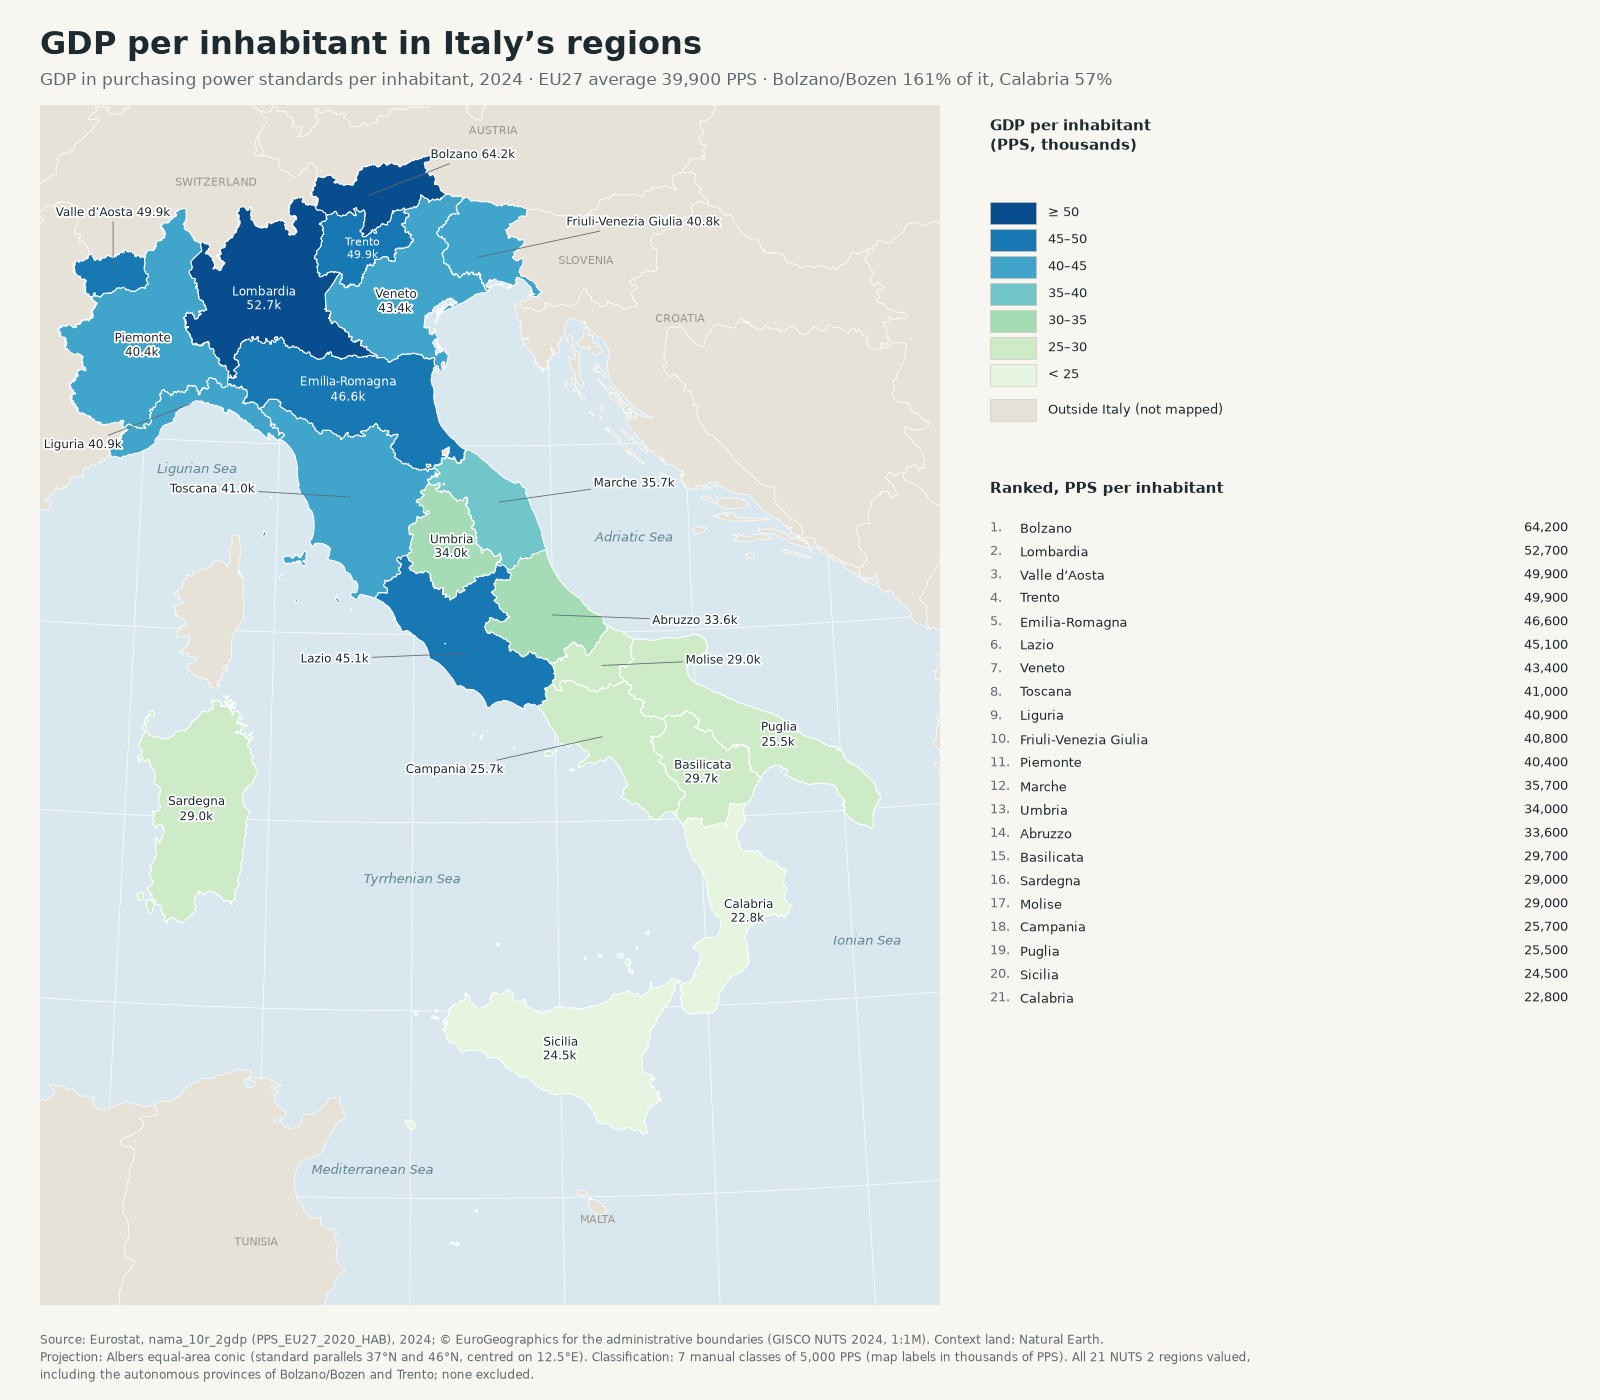 GDP per inhabitant in Italy’s regions
GDP in purchasing power standards per inhabitant, 2024 · EU27 average 39,900 PPS · Bolzano/Bozen 161% of it, Calabria 57%
AUSTRIA
Bolzano 64.2k
SWITZERLAND
Valle d’Aosta 49.9k
Friuli-Venezia Giulia 40.8k
Trento
49.9k
SLOVENIA
Lombardia
52.7k
Veneto
43.4k
CROATIA
Piemonte
40.4k
Emilia-Romagna
46.6k
Liguria 40.9k
Ligurian Sea
Toscana 41.0k
Marche 35.7k
Adriatic Sea
Umbria
34.0k
Abruzzo 33.6k
Lazio 45.1k
Molise 29.0k
Puglia
25.5k
Campania 25.7k
Basilicata
29.7k
Sardegna
29.0k
Tyrrhenian Sea
Calabria
22.8k
Ionian Sea
Sicilia
24.5k
Mediterranean Sea
MALTA
TUNISIA
GDP per inhabitant
(PPS, thousands)
≥ 50
45–50
40–45
35–40
30–35
25–30
< 25
Outside Italy (not mapped)
Ranked, PPS per inhabitant
1. Bolzano 64,200
2. Lombardia 52,700
3. Valle d’Aosta 49,900
4. Trento 49,900
5. Emilia-Romagna 46,600
6. Lazio 45,100
7. Veneto 43,400
8. Toscana 41,000
9. Liguria 40,900
10. Friuli-Venezia Giulia 40,800
11. Piemonte 40,400
12. Marche 35,700
13. Umbria 34,000
14. Abruzzo 33,600
15. Basilicata 29,700
16. Sardegna 29,000
17. Molise 29,000
18. Campania 25,700
19. Puglia 25,500
20. Sicilia 24,500
21. Calabria 22,800
Source: Eurostat, nama_10r_2gdp (PPS_EU27_2020_HAB), 2024; © EuroGeographics for the administrative boundaries (GISCO NUTS 2024, 1:1M). Context land: Natural Earth.
Projection: Albers equal-area conic (standard parallels 37°N and 46°N, centred on 12.5°E). Classification: 7 manual classes of 5,000 PPS (map labels in thousands of PPS). All 21 NUTS 2 regions valued,
including the autonomous provinces of Bolzano/Bozen and Trento; none excluded.